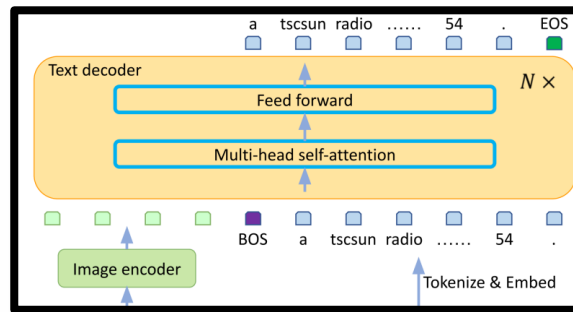 a tscsun radio ...... 54 . EOS
Text decoder
N ×
Feed forward
Multi-head self-attention
BOS a tscsun radio ...... 54 .
Image encoder
Tokenize & Embed